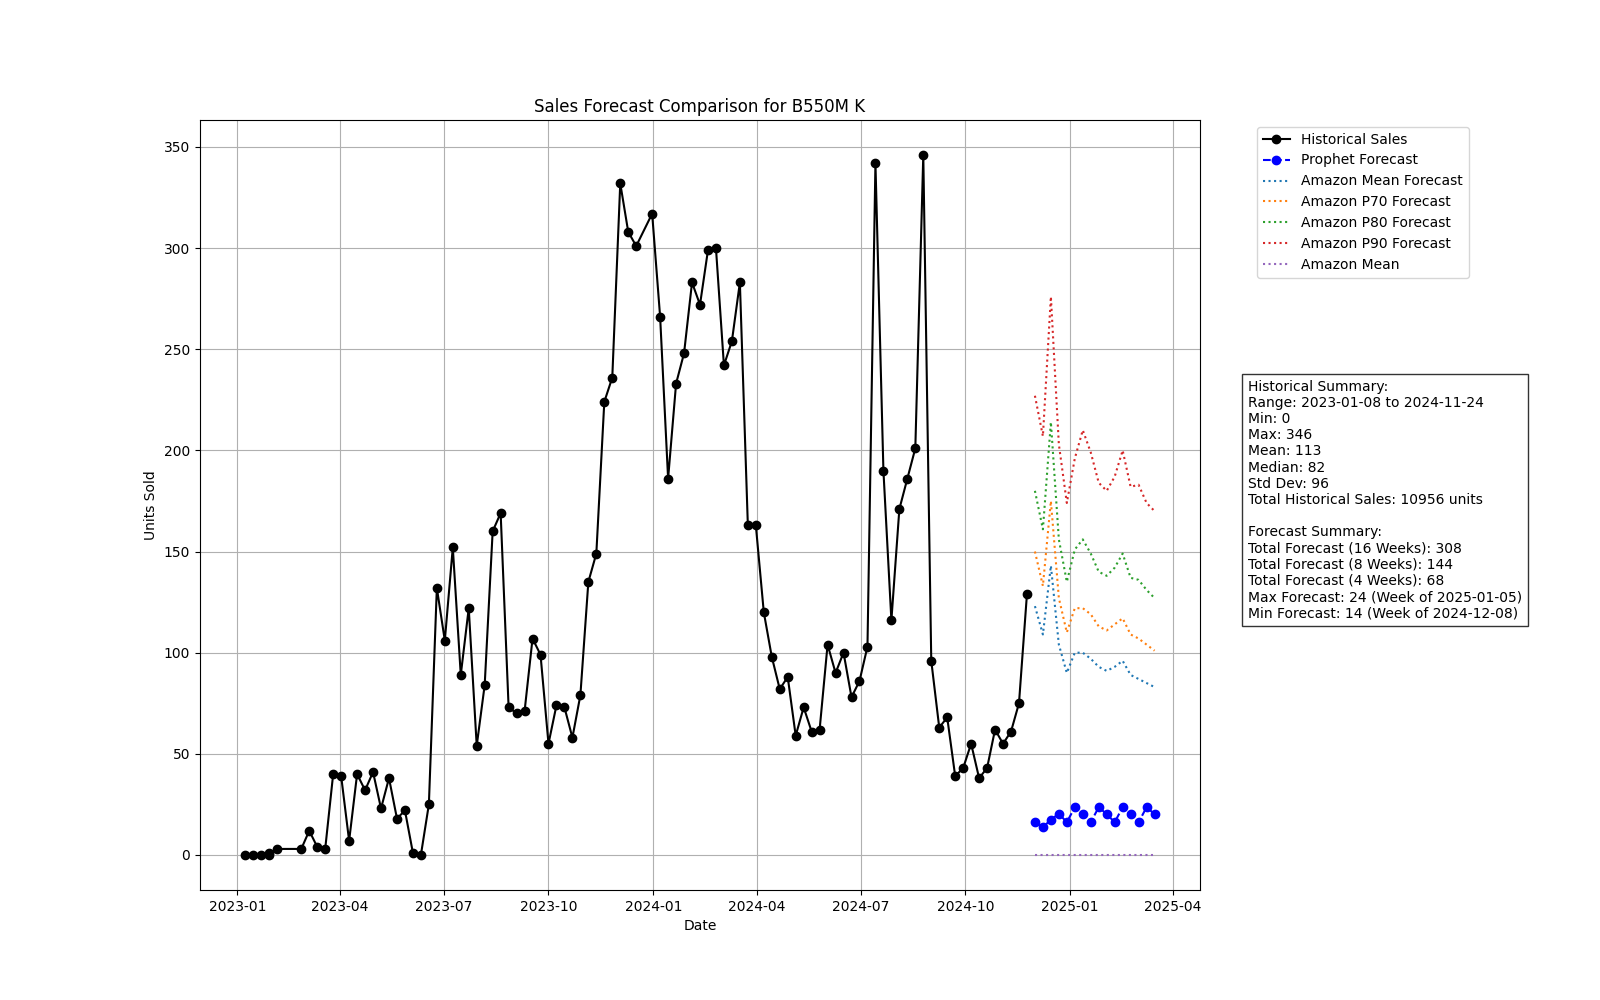 Sales Forecast Comparison for B550M K
Historical Sales
Prophet Forecast
Amazon Mean Forecast
Amazon P70 Forecast
Amazon P80 Forecast
Amazon P90 Forecast
Amazon Mean
350
300
250
200
150
100
50
0
Units Sold
2023-01
2023-04
2023-07
2023-10
2024-01
2024-04
2024-07
2024-10
2025-01
2025-04
Date
Historical Summary:
Range: 2023-01-08 to 2024-11-24
Min: 0
Max: 346
Mean: 113
Median: 82
Std Dev: 96
Total Historical Sales: 10956 units
Forecast Summary:
Total Forecast (16 Weeks): 308
Total Forecast (8 Weeks): 144
Total Forecast (4 Weeks): 68
Max Forecast: 24 (Week of 2025-01-05)
Min Forecast: 14 (Week of 2024-12-08)